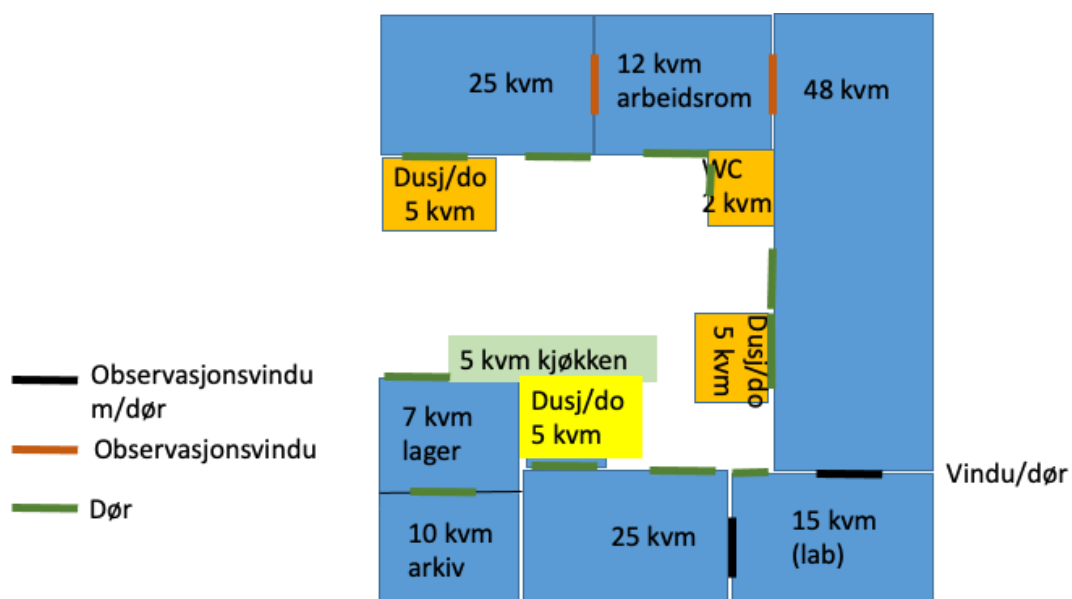 25 kvm
12 kvm
arbeidsrom
48 kvm
Dusj/do
5 kvm
WC
2 kvm
Dusj/do
5 kvm
5 kvm kjøkken
Observasjonsvindu
m/dør
Observasjonsvindu
Dør
7 kvm
lager
Dusj/do
5 kvm
10 kvm
arkiv
25 kvm
15 kvm
(lab)
Vindu/dør